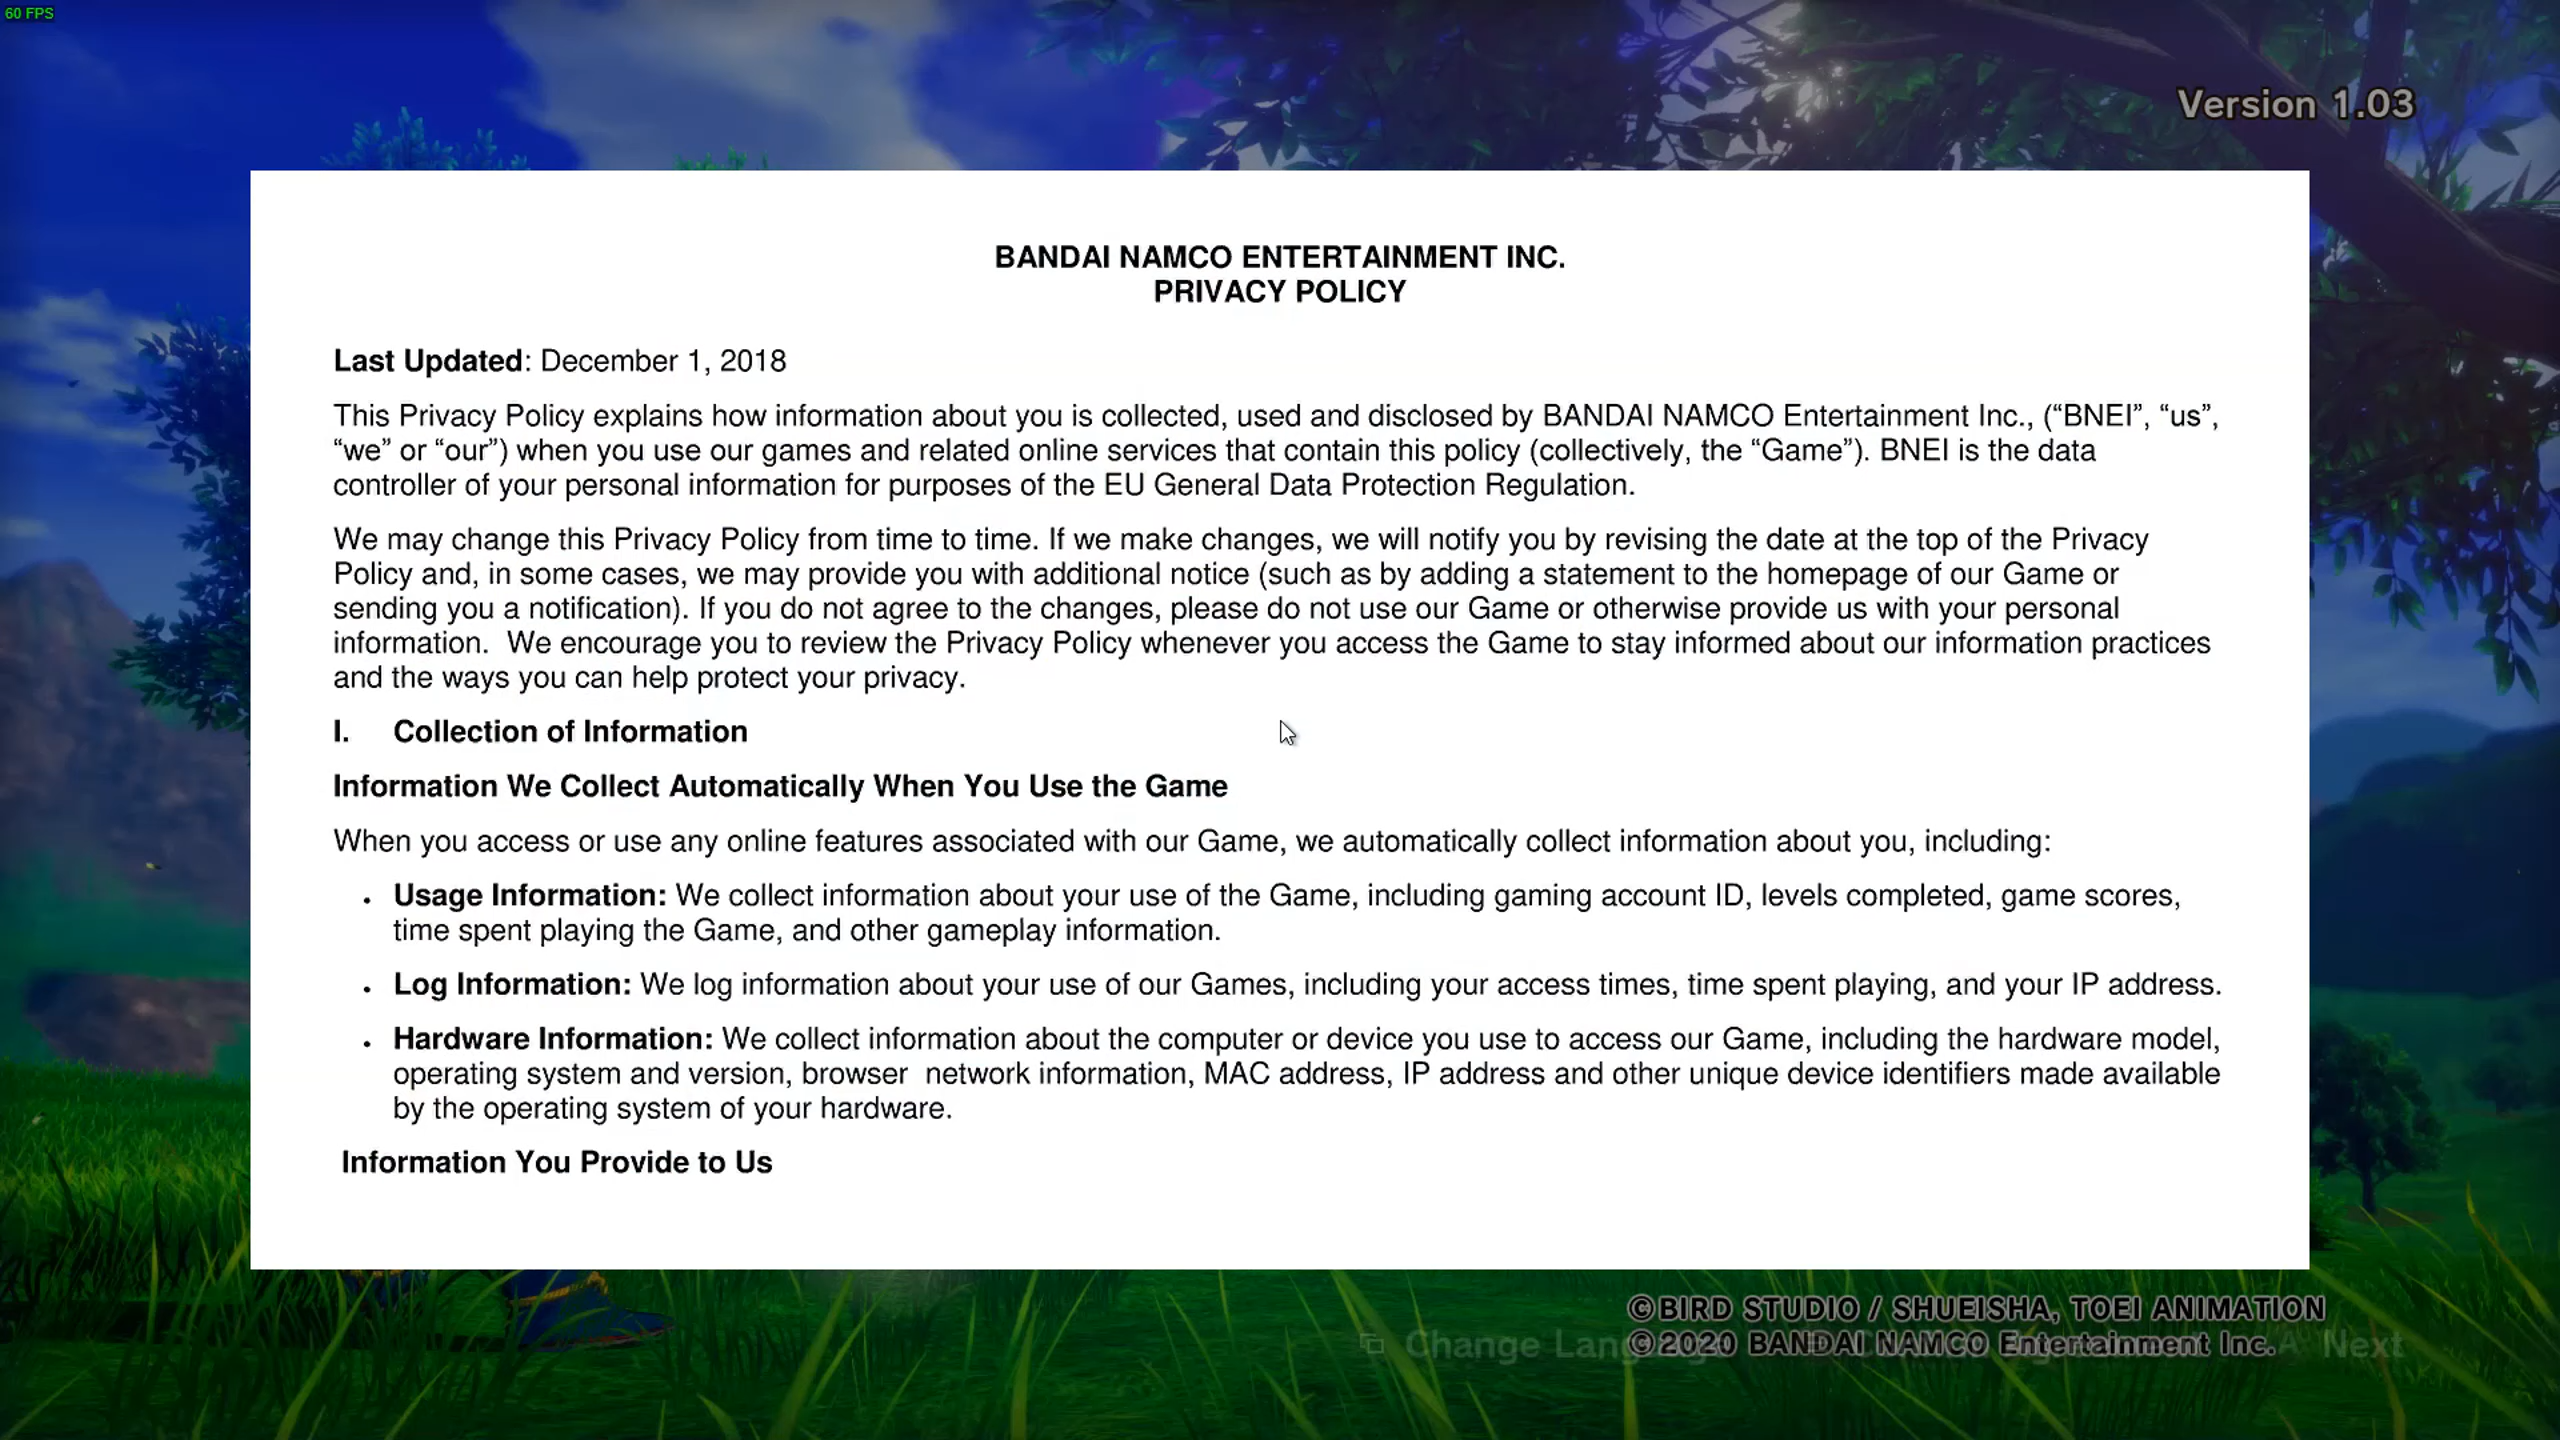 60 FPS
Version 1.03
BANDAI NAMCO ENTERTAINMENT INC.
PRIVACY POLICY
Last Updated: December 1, 2018
This Privacy Policy explains how information about you is collected, used and disclosed by BANDAI NAMCO Entertainment Inc., (“BNEI”, “us”,
“we” or “our”) when you use our games and related online services that contain this policy (collectively, the “Game”). BNEI is the data
controller of your personal information for purposes of the EU General Data Protection Regulation.
We may change this Privacy Policy from time to time. If we make changes, we will notify you by revising the date at the top of the Privacy
Policy and, in some cases, we may provide you with additional notice (such as by adding a statement to the homepage of our Game or
sending you a notification). If you do not agree to the changes, please do not use our Game or otherwise provide us with your personal
information.  We encourage you to review the Privacy Policy whenever you access the Game to stay informed about our information practices
and the ways you can help protect your privacy.
I. Collection of Information
Information We Collect Automatically When You Use the Game
When you access or use any online features associated with our Game, we automatically collect information about you, including:
• Usage Information: We collect information about your use of the Game, including gaming account ID, levels completed, game scores,
time spent playing the Game, and other gameplay information.
• Log Information: We log information about your use of our Games, including your access times, time spent playing, and your IP address.
• Hardware Information: We collect information about the computer or device you use to access our Game, including the hardware model,
operating system and version, browser  network information, MAC address, IP address and other unique device identifiers made available
by the operating system of your hardware.
Information You Provide to Us
©BIRD STUDIO / SHUEISHA, TOEI ANIMATION
©2020 BANDAI NAMCO Entertainment Inc.
Change
Next